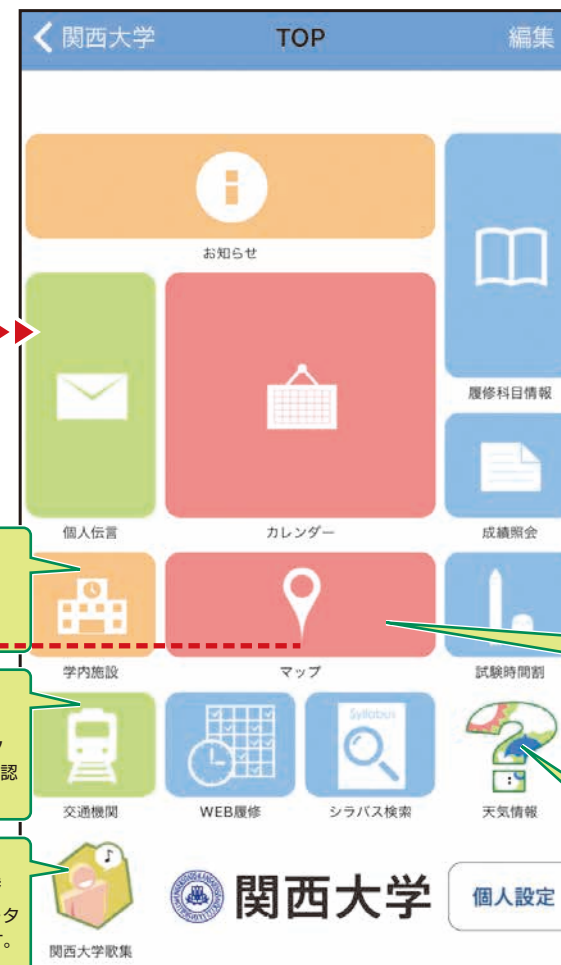 関西大学
TOP
編集
お知らせ
履修科目情報
個人伝言
カレンダー
成績照会
学内施設
マップ
試験時間割
認
Syllabus
交通機関
WEB履修
シラバス検索
天気情報
タ
す。
関西大学歌集
関西大学
個人設定